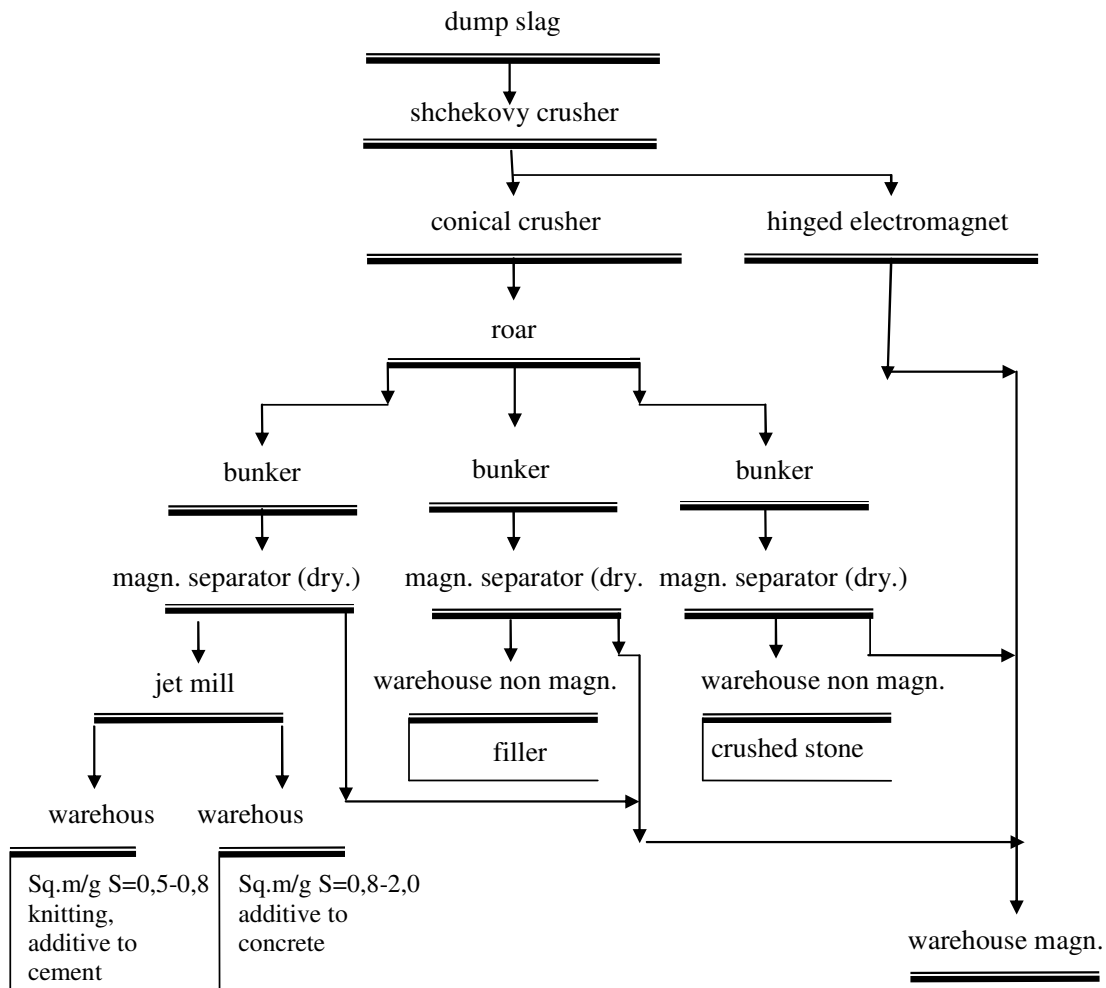 dump slag
shchekovy crusher
conical crusher
hinged electromagnet
roar
bunker
bunker
bunker
magn. separator (dry.)
magn. separator (dry.
magn. separator (dry.)
jet mill
warehouse non magn.
warehouse non magn.
filler
crushed stone
warehous
warehous
Sq.m/g S=0,5-0,8
knitting,
additive to
cement
Sq.m/g S=0,8-2,0
additive to
concrete
warehouse magn.